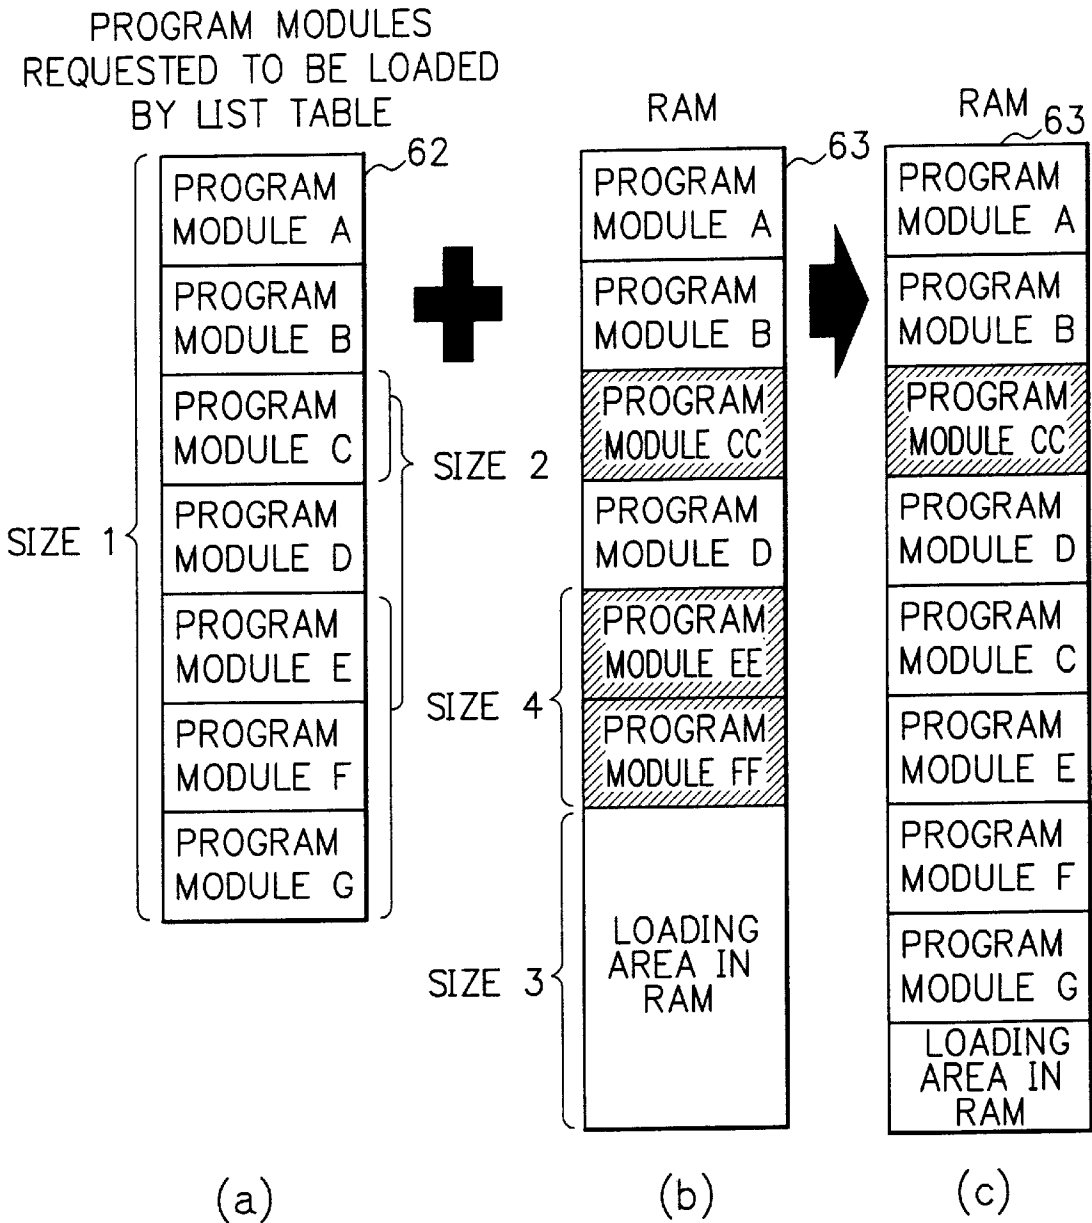 PROGRAM MODULES
REQUESTED TO BE LOADED
BY LIST TABLE
62
PROGRAM
MODULE A
PROGRAM
MODULE B
PROGRAM
MODULE C
PROGRAM
MODULE D
PROGRAM
MODULE E
PROGRAM
MODULE F
PROGRAM
MODULE G
SIZE 1
SIZE 2
(a)
RAM
63
PROGRAM
MODULE A
PROGRAM
MODULE B
PROGRAM
MODULE CC
PROGRAM
MODULE D
PROGRAM
MODULE EE
PROGRAM
MODULE FF
LOADING
AREA IN
RAM
SIZE 4
SIZE 3
(b)
RAM
63
PROGRAM
MODULE A
PROGRAM
MODULE B
PROGRAM
MODULE CC
PROGRAM
MODULE D
PROGRAM
MODULE C
PROGRAM
MODULE E
PROGRAM
MODULE F
PROGRAM
MODULE G
LOADING
AREA IN
RAM
(c)